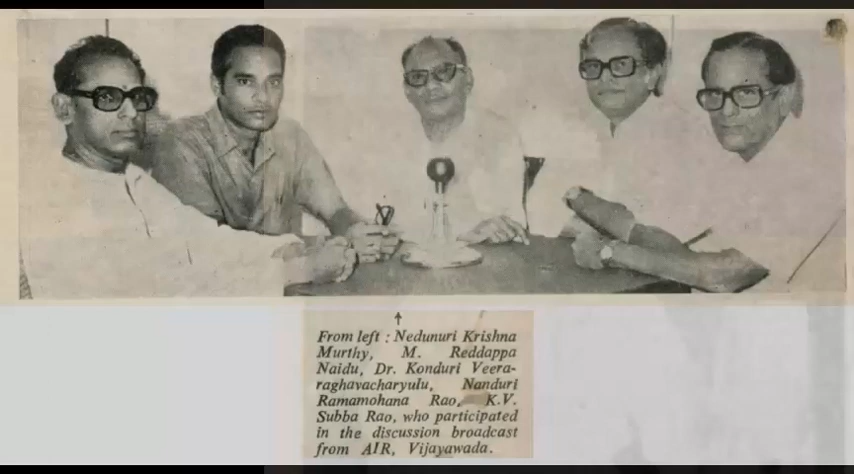 From left : Nedunuri Krishna
Murthy, M. Reddappa
Naidu, Dr. Konduri Veera-
raghavacharyulu, Nanduri
Ramamohana Rao, K.V.
Subba Rao, who participated
in the discussion broadcast
from AIR, Vijayawada.